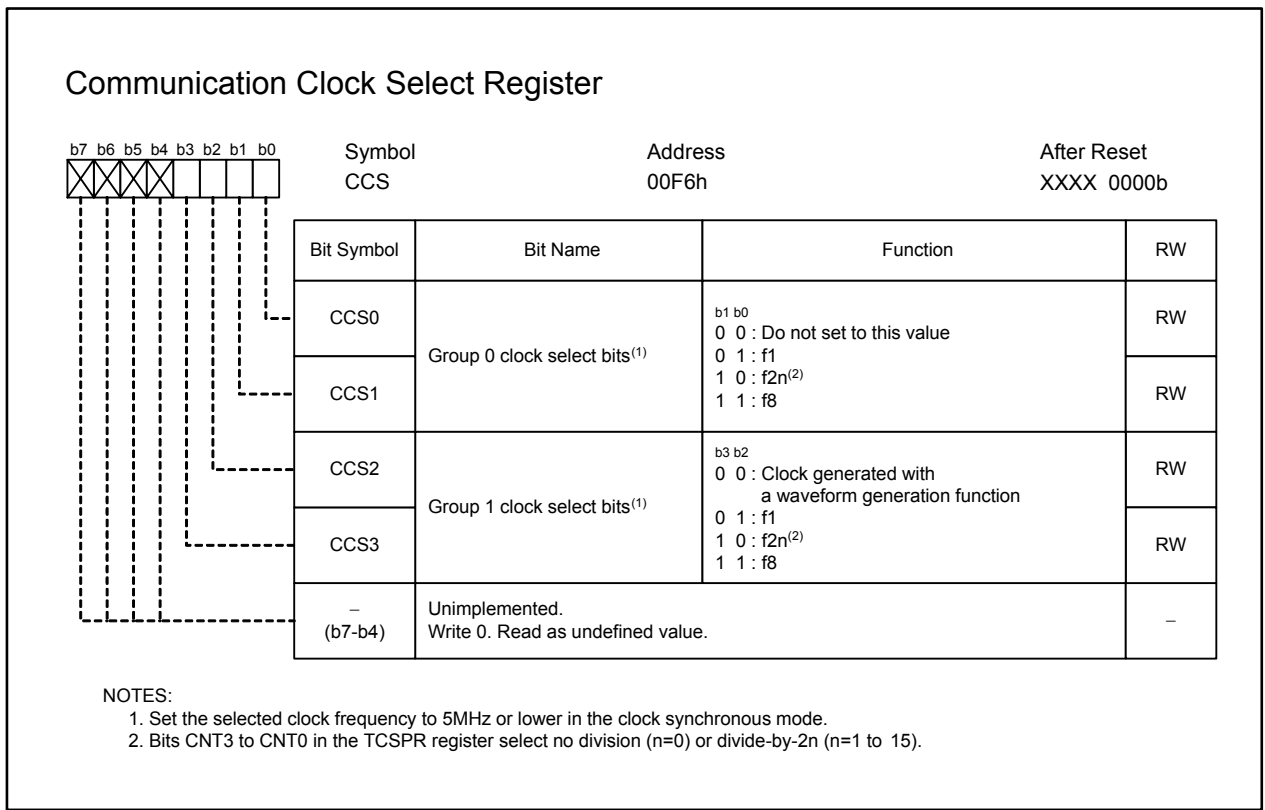 Communication Clock Select Register
b7 b6 b5 b4 b3 b2 b1 b0
Symbol Address After Reset
CCS 00F6h XXXX 0000b
Bit Symbol Bit Name Function RW
CCS0
CCS1
Group 0 clock select bits(1)
b1 b0
0 0 : Do not set to this value
0 1 : f1
1 0 : f2n(2)
1 1 : f8
RW
RW
CCS2
CCS3
Group 1 clock select bits(1)
b3 b2
0 0 : Clock generated with
a waveform generation function
0 1 : f1
1 0 : f2n(2)
1 1 : f8
RW
RW
–
(b7-b4)
Unimplemented.
Write 0. Read as undefined value.
–
NOTES:
1. Set the selected clock frequency to 5MHz or lower in the clock synchronous mode.
2. Bits CNT3 to CNT0 in the TCSPR register select no division (n=0) or divide-by-2n (n=1 to 15).